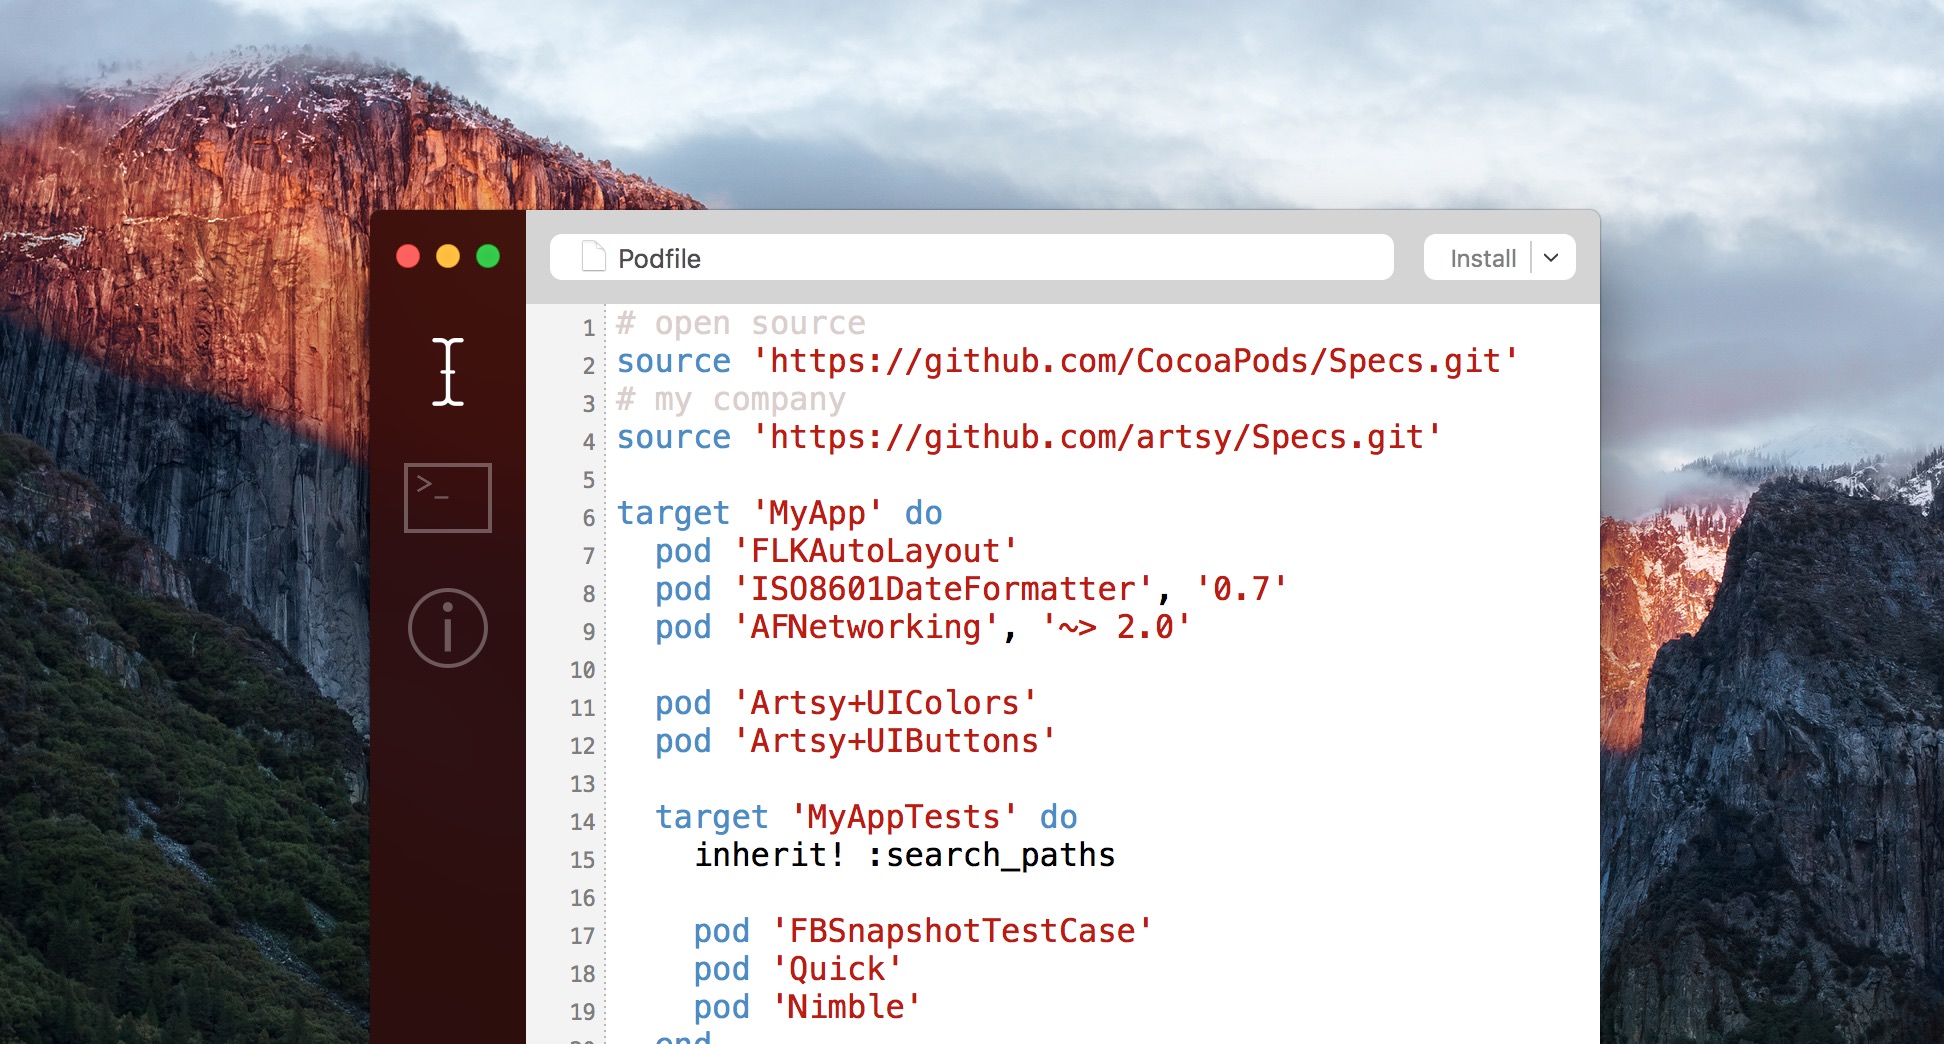 Podfile
Install
>_
1 # open source
2 source 'https://github.com/CocoaPods/Specs.git'
3 # my company
4 source 'https://github.com/artsy/Specs.git'
5
6 target 'MyApp' do
7   pod 'FLKAutoLayout'
8   pod 'ISO8601DateFormatter', '0.7'
9   pod 'AFNetworking', '~> 2.0'
10
11   pod 'Artsy+UIColors'
12   pod 'Artsy+UIButtons'
13
14   target 'MyAppTests' do
15     inherit! :search_paths
16
17     pod 'FBSnapshotTestCase'
18     pod 'Quick'
19     pod 'Nimble'
20   end